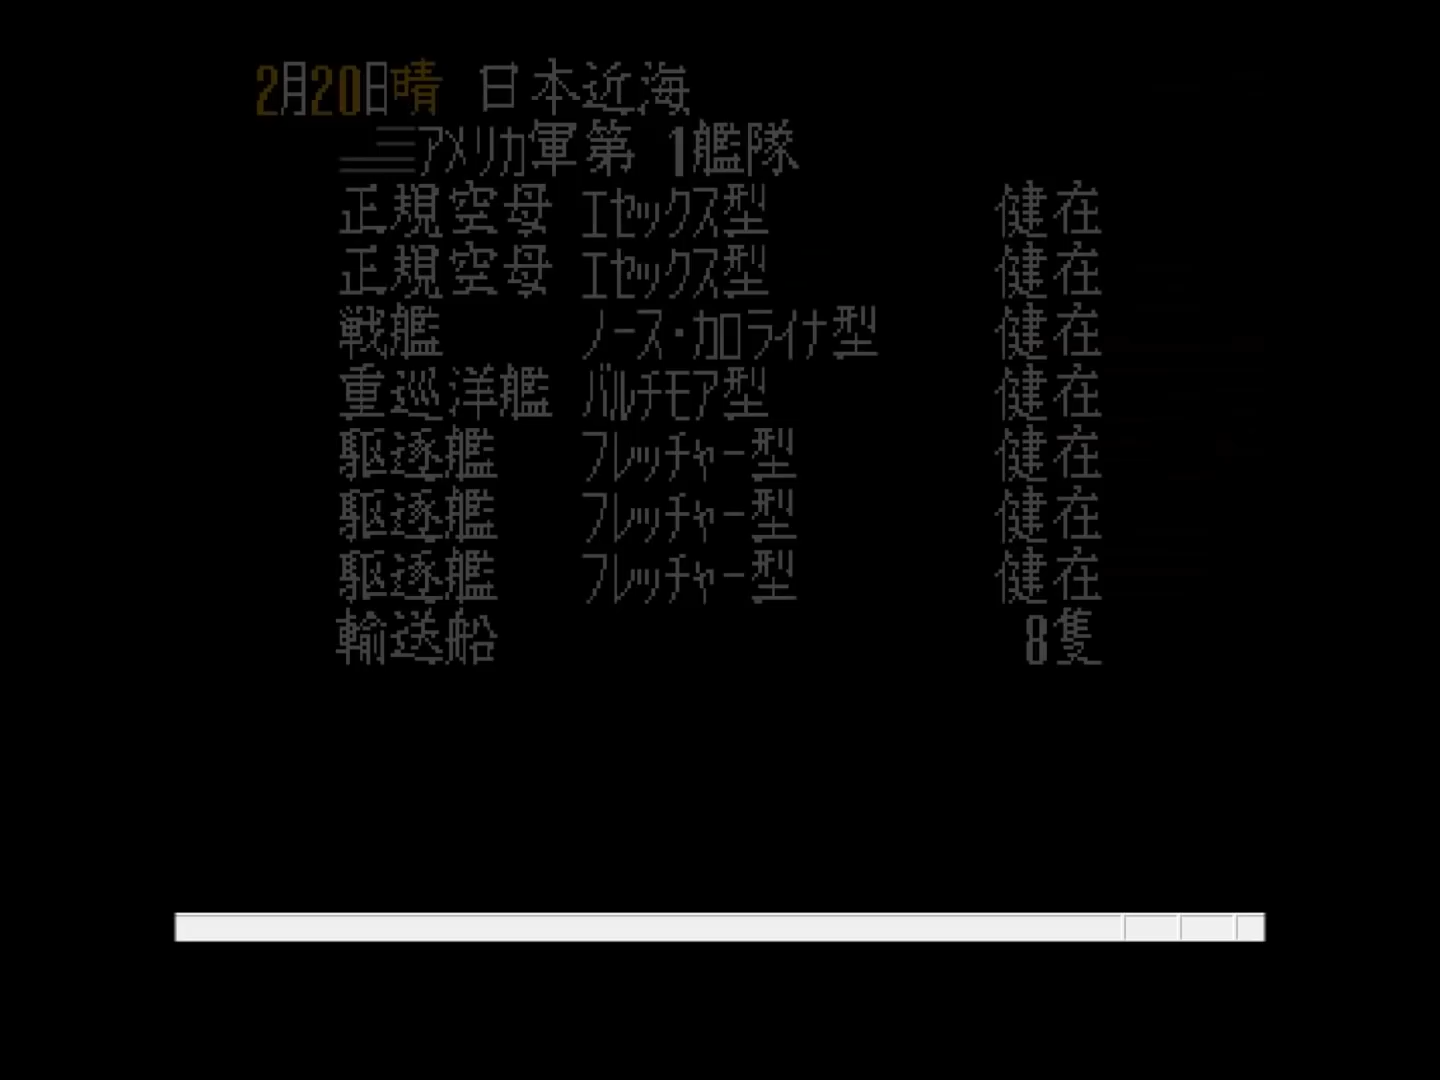 2月20日晴 日本近海
アメリカ軍第 1艦隊
正規空母 エセックス型 健在
正規空母 エセックス型 健在
戦艦 ノース・カロライナ型 健在
重巡洋艦 バルチモア型 健在
駆逐艦 フレッチャー型 健在
駆逐艦 フレッチャー型 健在
駆逐艦 フレッチャー型 健在
輸送船 8隻